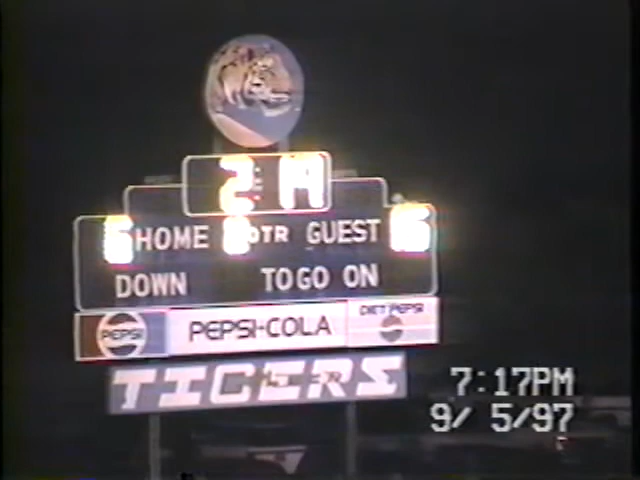 HOME QTR GUEST
DOWN TO GO ON
PEPSI PEPSI-COLA DIET PEPSI
TIGERS
7:17PM
9/ 5/97